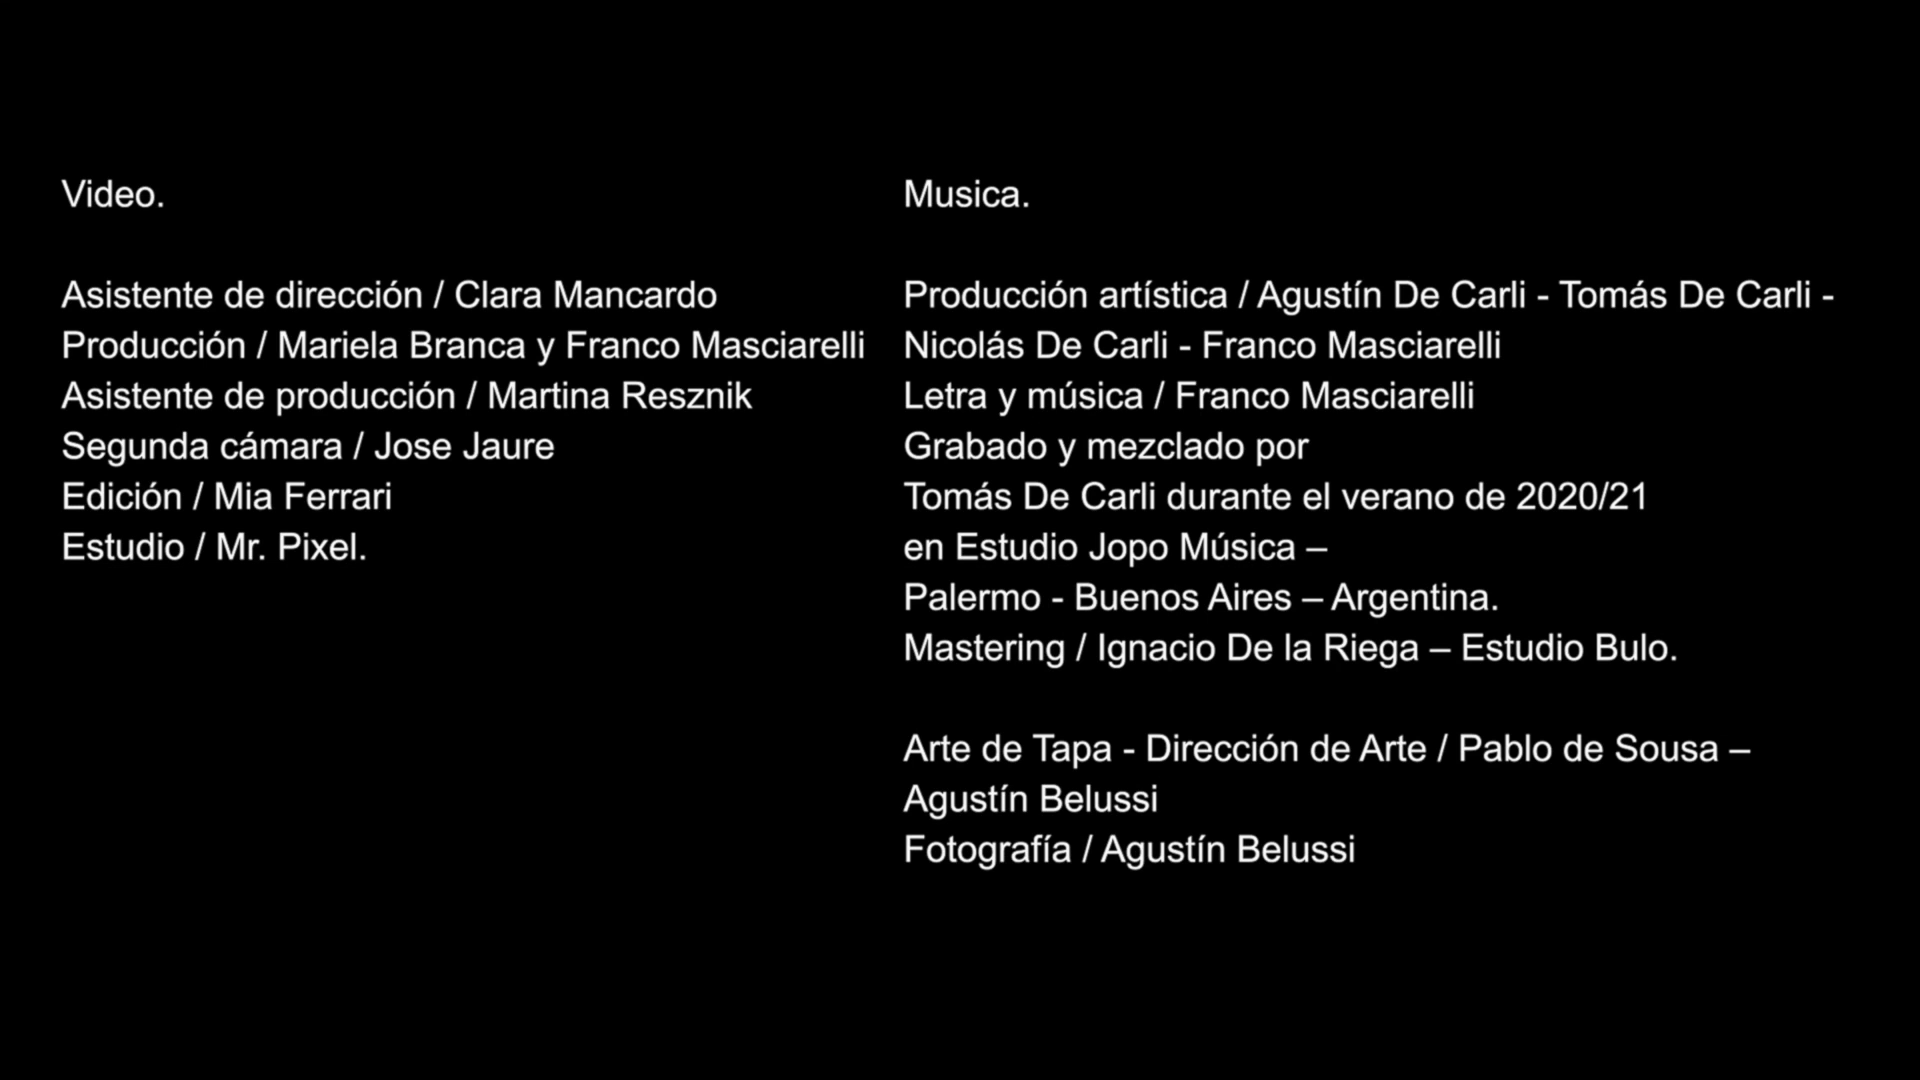 Video.
Asistente de dirección / Clara Mancardo
Producción / Mariela Branca y Franco Masciarelli
Asistente de producción / Martina Resznik
Segunda cámara / Jose Jaure
Edición / Mia Ferrari
Estudio / Mr. Pixel.
Musica.
Producción artística / Agustín De Carli - Tomás De Carli -
Nicolás De Carli - Franco Masciarelli
Letra y música / Franco Masciarelli
Grabado y mezclado por
Tomás De Carli durante el verano de 2020/21
en Estudio Jopo Música –
Palermo - Buenos Aires – Argentina.
Mastering / Ignacio De la Riega – Estudio Bulo.
Arte de Tapa - Dirección de Arte / Pablo de Sousa –
Agustín Belussi
Fotografía / Agustín Belussi